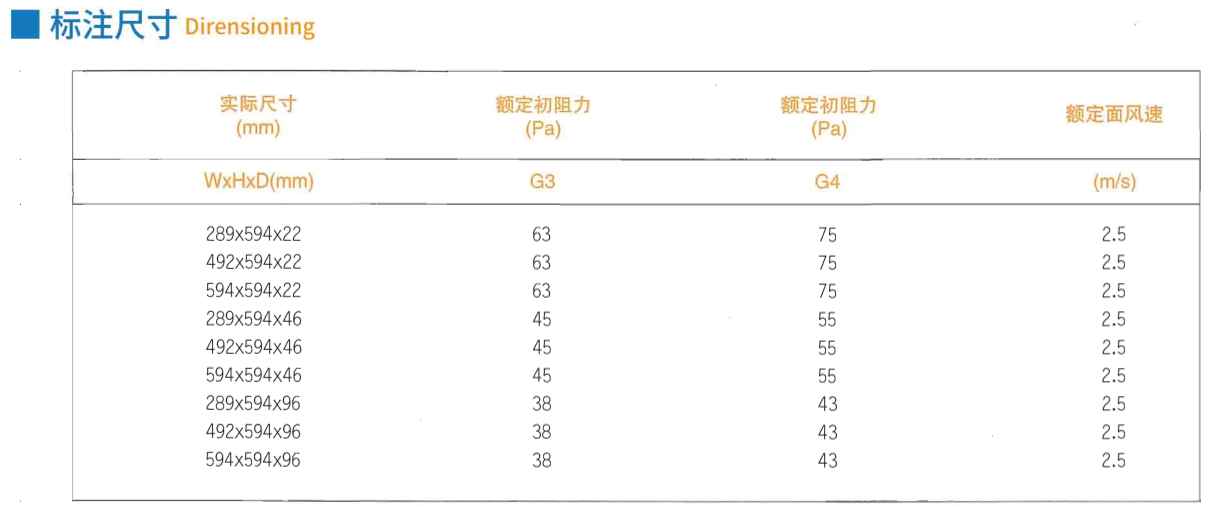 标注尺寸 Dirensioning
实际尺寸 额定初阻力 额定初阻力 额定面风速
(mm) (Pa) (Pa)
WxHxD(mm) G3 G4 (m/s)
289x594x22 63 75 2.5
492x594x22 63 75 2.5
594x594x22 63 75 2.5
289x594x46 45 55 2.5
492x594x46 45 55 2.5
594x594x46 45 55 2.5
289x594x96 38 43 2.5
492x594x96 38 43 2.5
594x594x96 38 43 2.5